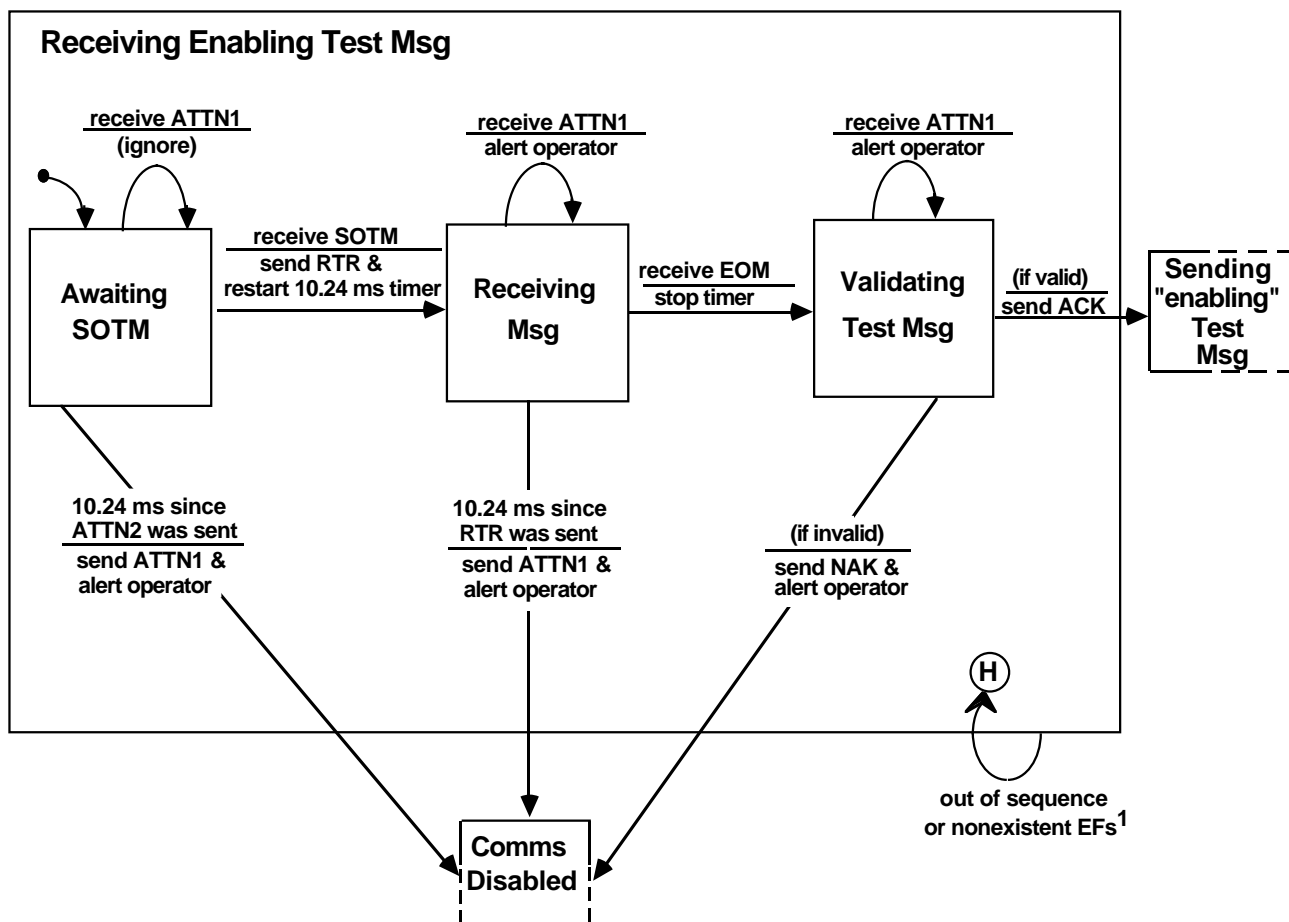 Receiving Enabling Test Msg
receive ATTN1
(ignore)
receive ATTN1
alert operator
receive ATTN1
alert operator
Awaiting
SOTM
receive SOTM
send RTR &
restart 10.24 ms timer
Receiving
Msg
receive EOM
stop timer
Validating
Test Msg
(if valid)
send ACK
Sending
"enabling"
Test
Msg
10.24 ms since
ATTN2 was sent
send ATTN1 &
alert operator
10.24 ms since
RTR was sent
send ATTN1 &
alert operator
(if invalid)
send NAK &
alert operator
H
out of sequence
or nonexistent EFs1
Comms
Disabled